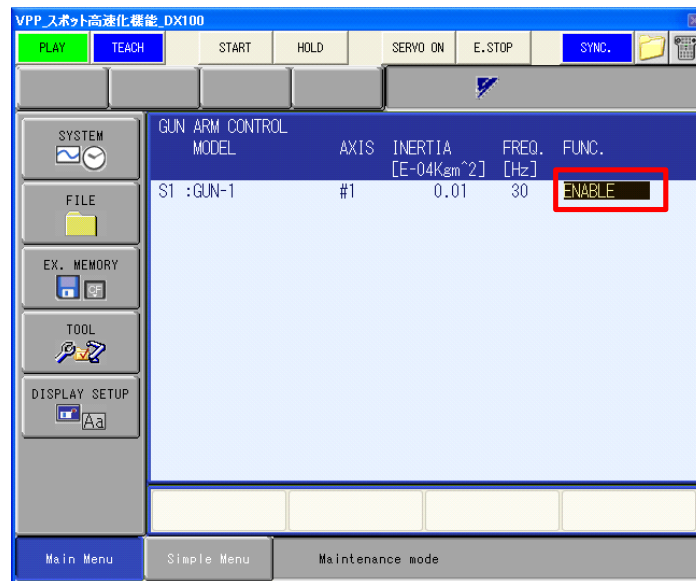 VPP_スポット高速化機能_DX100
PLAY TEACH START HOLD SERVO ON E.STOP SYNC.
GUN ARM CONTROL
MODEL AXIS INERTIA FREQ. FUNC.
[E-04Kgm^2] [Hz]
S1 :GUN-1 #1 0.01 30 ENABLE
SYSTEM
FILE
EX. MEMORY
CF
TOOL
DISPLAY SETUP
Aa
Main Menu Simple Menu Maintenance mode